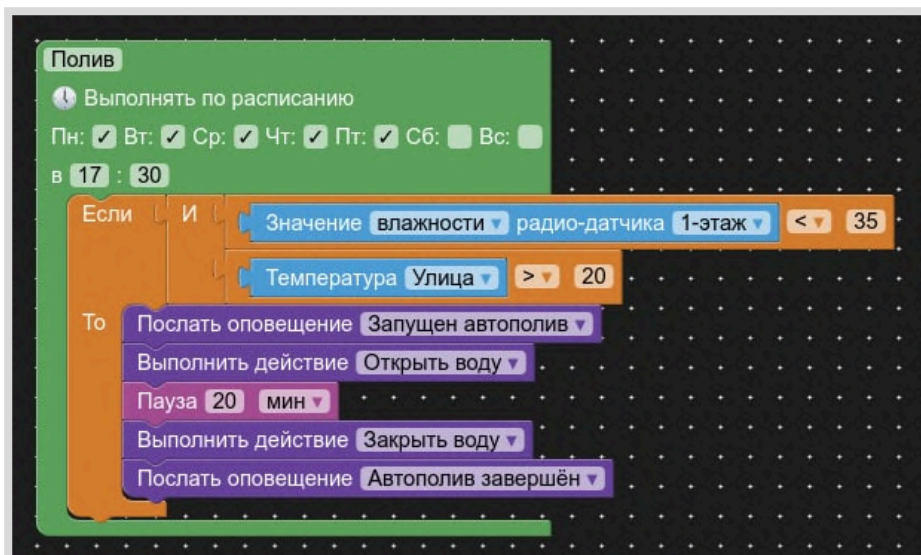 Полив
Выполнять по расписанию
Пн: Вт: Ср: Чт: Пт: Сб: Вс:
в 17 : 30
Если И Значение влажности радио-датчика 1-этаж < 35
Температура Улица > 20
То Послать оповещение Запущен автополив
Выполнить действие Открыть воду
Пауза 20 мин
Выполнить действие Закрыть воду
Послать оповещение Автополив завершён